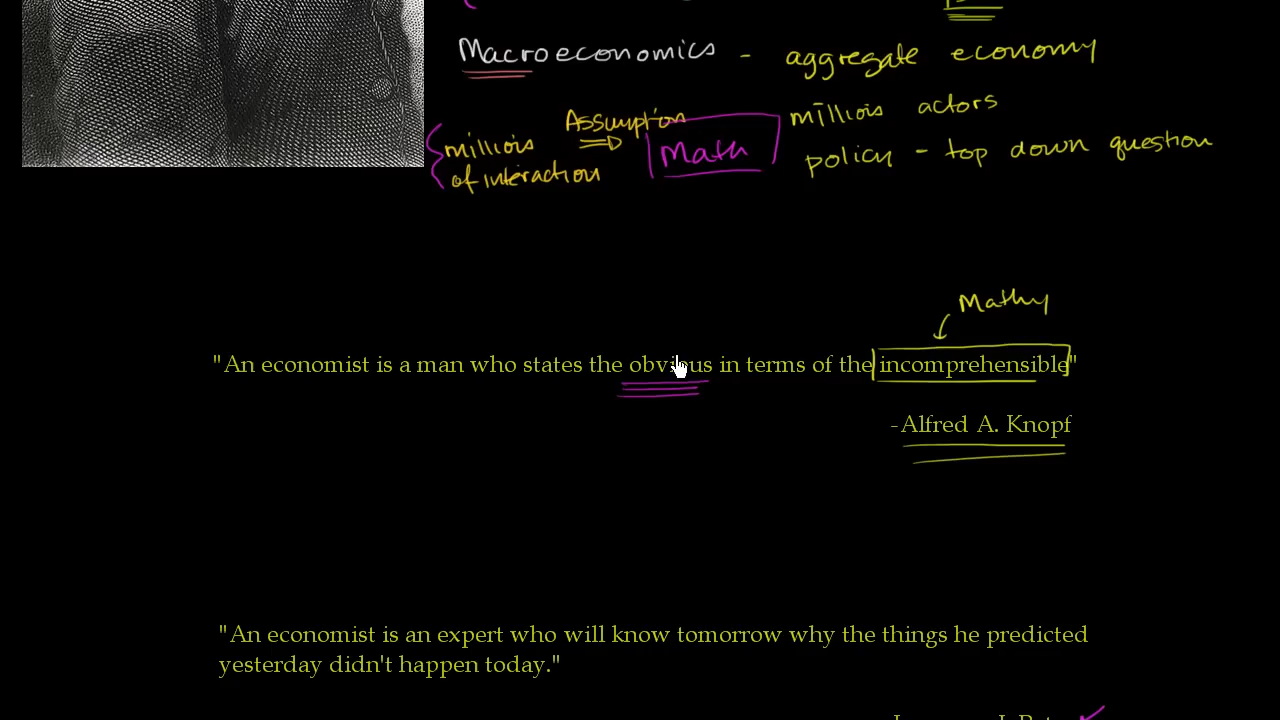 Macroeconomics - aggregate economy
millions actors
Assumption
millions
of interaction
Math
policy - top down question
Mathy
"An economist is a man who states the obvious in terms of the incomprehensible"
-Alfred A. Knopf
"An economist is an expert who will know tomorrow why the things he predicted
yesterday didn't happen today."